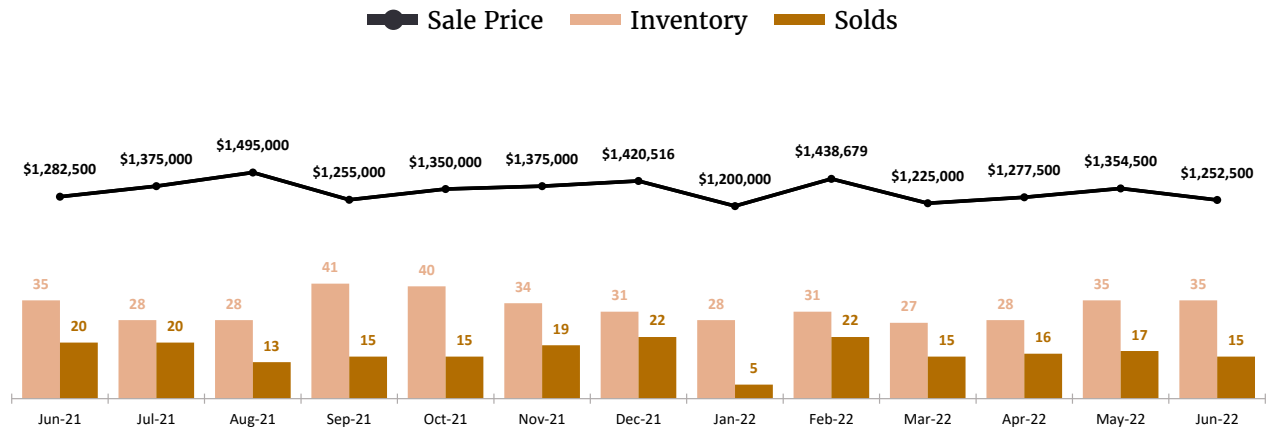 Sale Price Inventory Solds
$1,282,500 $1,375,000 $1,495,000 $1,255,000 $1,350,000 $1,375,000 $1,420,516 $1,200,000 $1,438,679 $1,225,000 $1,277,500 $1,354,500 $1,252,500
35 28 28 41 40 34 31 28 31 27 28 35 35
20 20 13 15 15 19 22 5 22 15 16 17 15
Jun-21 Jul-21 Aug-21 Sep-21 Oct-21 Nov-21 Dec-21 Jan-22 Feb-22 Mar-22 Apr-22 May-22 Jun-22